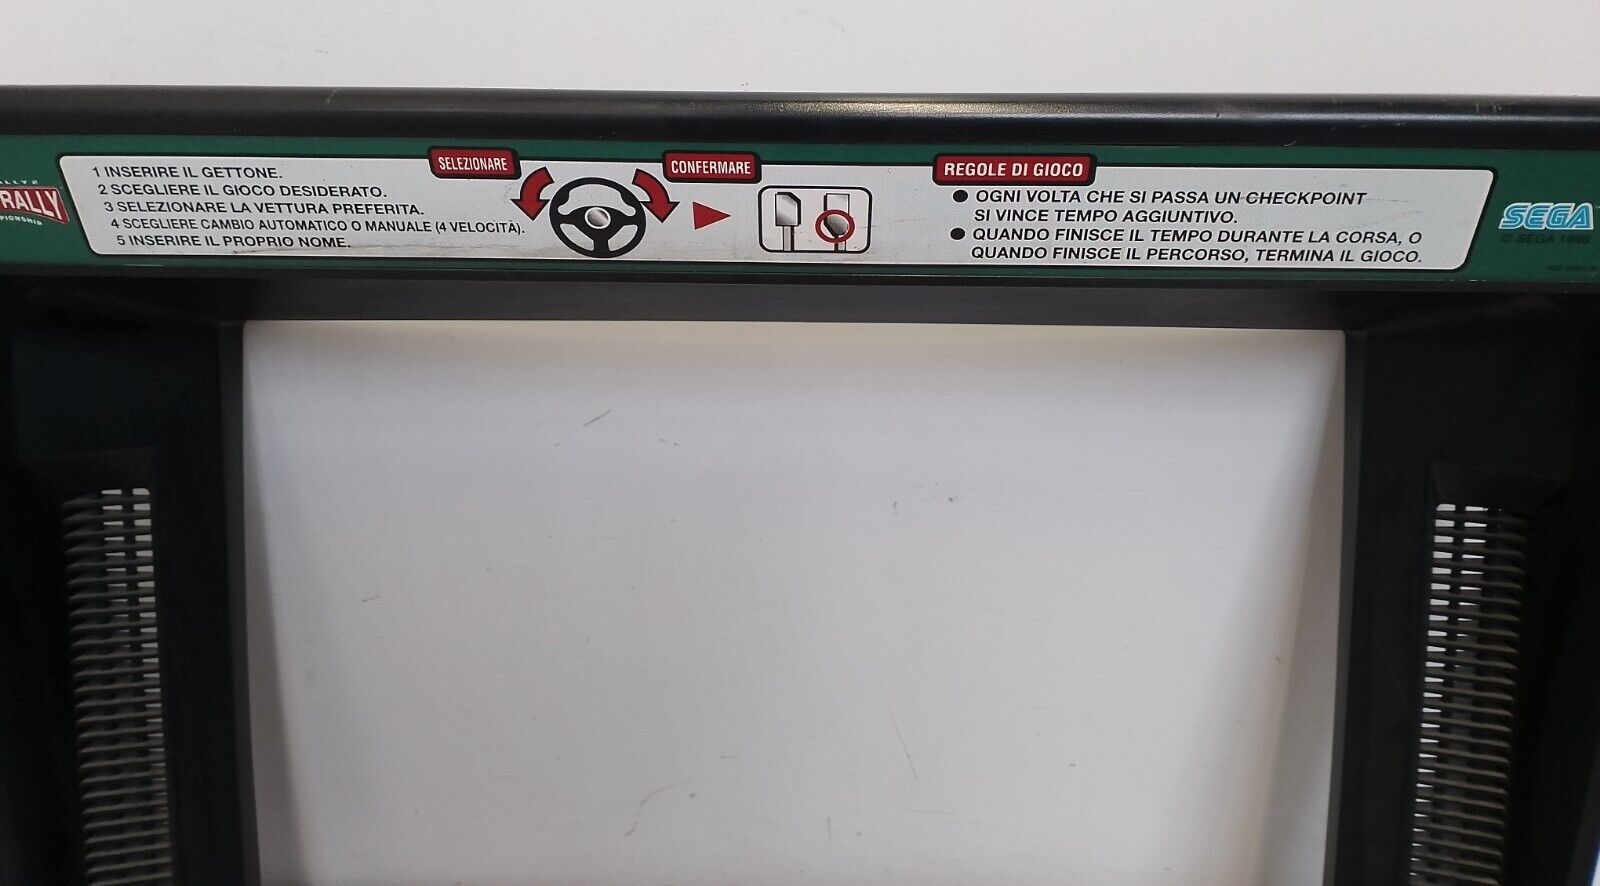 RALLY
1 INSERIRE IL GETTONE.
2 SCEGLIERE IL GIOCO DESIDERATO.
3 SELEZIONARE LA VETTURA PREFERITA.
4 SCEGLIERE CAMBIO AUTOMATICO O MANUALE (4 VELOCITÀ).
5 INSERIRE IL PROPRIO NOME.
SELEZIONARE
CONFERMARE
REGOLE DI GIOCO
● OGNI VOLTA CHE SI PASSA UN CHECKPOINT
SI VINCE TEMPO AGGIUNTIVO.
● QUANDO FINISCE IL TEMPO DURANTE LA CORSA, O
QUANDO FINISCE IL PERCORSO, TERMINA IL GIOCO.
SEGA
© SEGA 1998